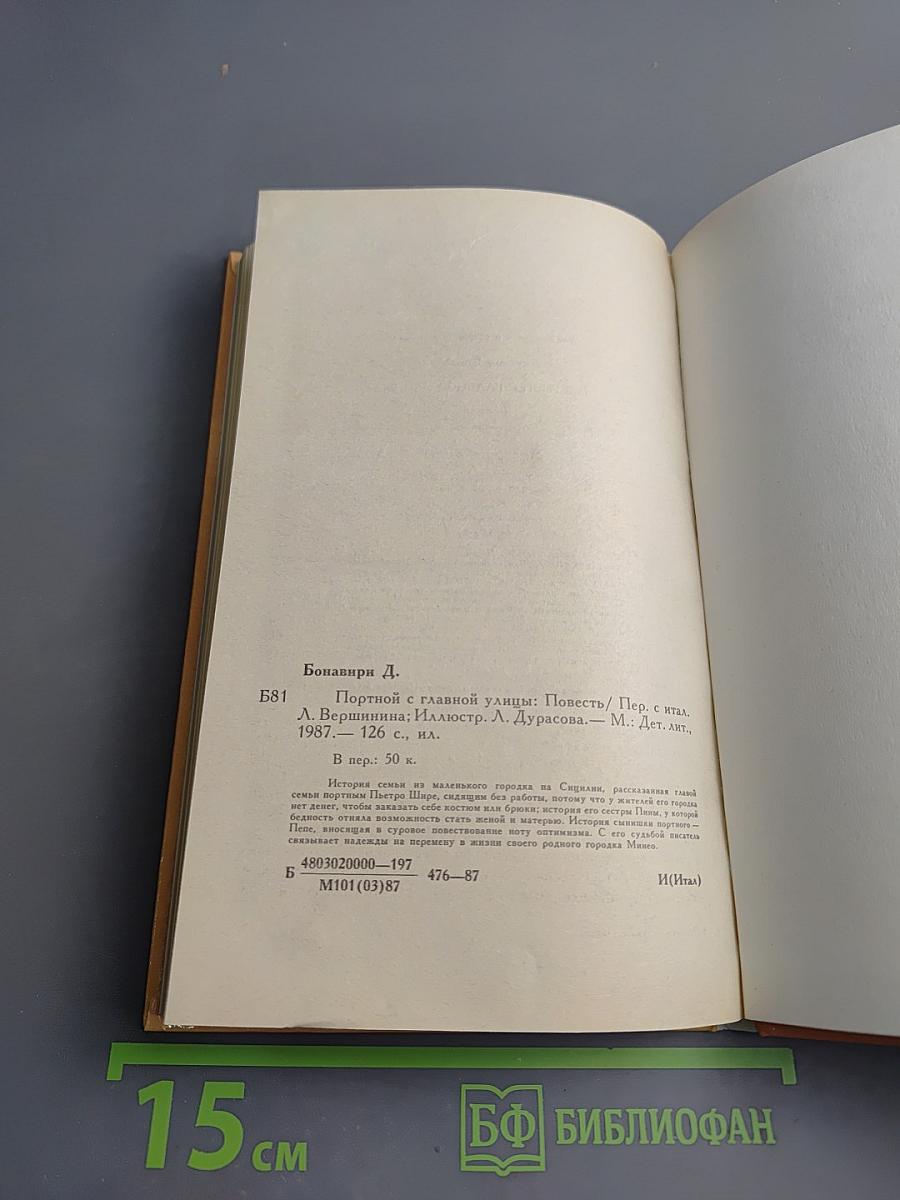 Бонавири Д.
Б81 Портной с главной улицы: Повесть/ Пер. с итал.
Л. Вершинина; Иллюстр. Л. Дурасова.— М.: Дет. лит.,
1987.— 126 с., ил.
В пер.: 50 к.
История семьи из маленького городка на Сицилии, рассказанная главой
семьи портным Пьетро Шире, сидящим без работы, потому что у жителей его городка
нет денег, чтобы заказать себе костюм или брюки; история его сестры Пины, у которой
бедность отняла возможность стать женой и матерью. История сынишки портного —
Пепе, вносящая в суровое повествование ноту оптимизма. С его судьбой писатель
связывает надежды на перемену в жизни своего родного городка Минео.
Б 4803020000—197 476—87
М101(03)87
И(Итал)
15 см
БФ БИБЛИОФАН